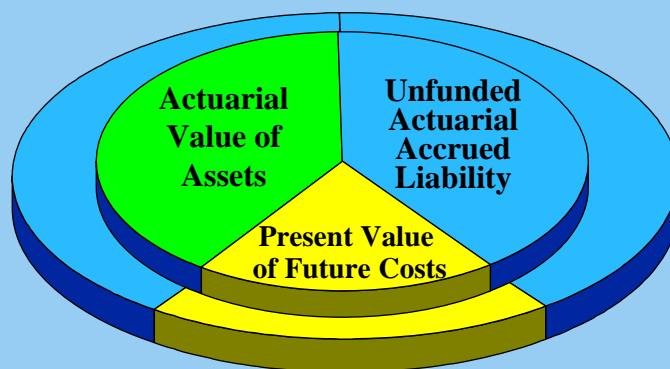 Actuarial
Value of
Assets
Unfunded
Actuarial
Accrued
Liability
Present Value
of Future Costs